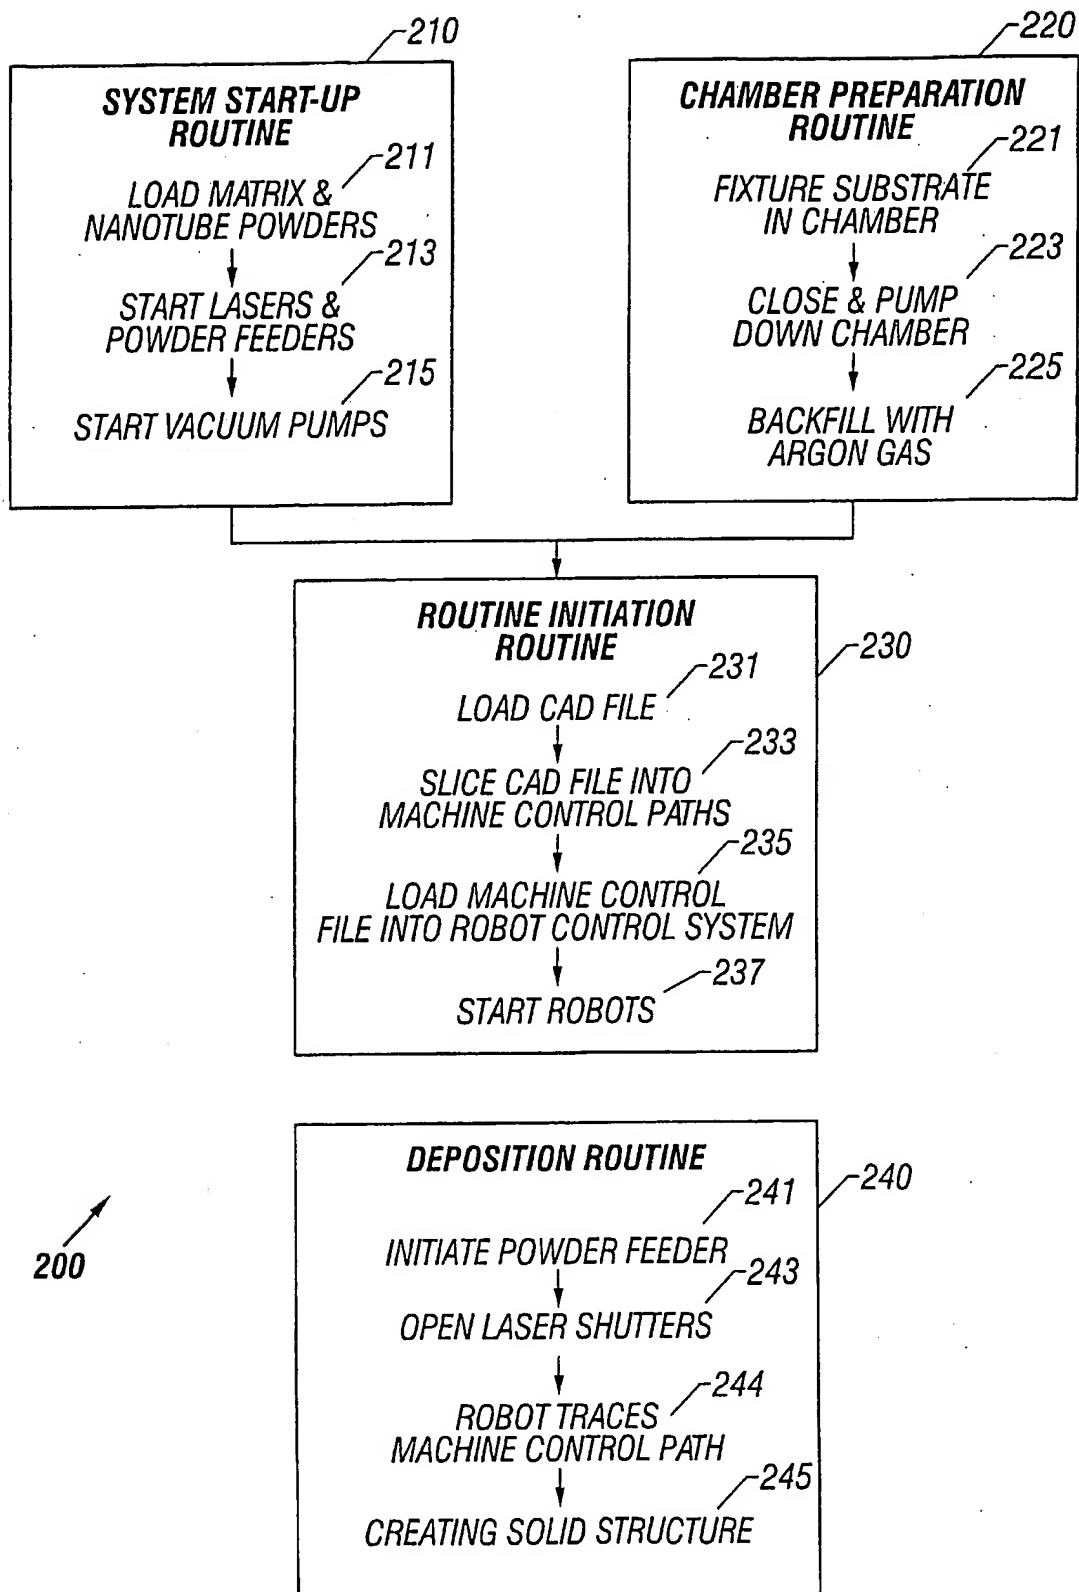 210
SYSTEM START-UP
ROUTINE
211
LOAD MATRIX &
NANOTUBE POWDERS
213
START LASERS &
POWDER FEEDERS
215
START VACUUM PUMPS
220
CHAMBER PREPARATION
ROUTINE
221
FIXTURE SUBSTRATE
IN CHAMBER
223
CLOSE & PUMP
DOWN CHAMBER
225
BACKFILL WITH
ARGON GAS
ROUTINE INITIATION
ROUTINE
230
231
LOAD CAD FILE
233
SLICE CAD FILE INTO
MACHINE CONTROL PATHS
235
LOAD MACHINE CONTROL
FILE INTO ROBOT CONTROL SYSTEM
237
START ROBOTS
DEPOSITION ROUTINE
240
241
INITIATE POWDER FEEDER
243
OPEN LASER SHUTTERS
244
ROBOT TRACES
MACHINE CONTROL PATH
245
CREATING SOLID STRUCTURE
200